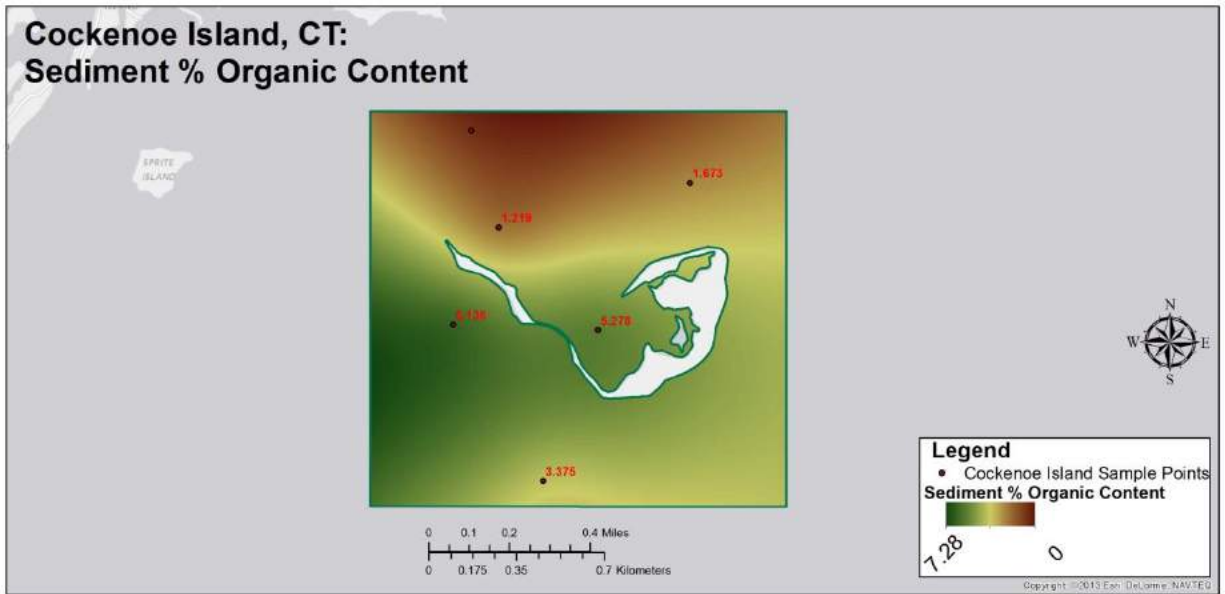 Cockenoe Island, CT:
Sediment % Organic Content
SPRITE
ISLAND
1.673
1.219
5.278
3.375
N
W E
S
Legend
Cockenoe Island Sample Points
Sediment % Organic Content
7.28 0
0 0.1 0.2 0.4 Miles
0 0.175 0.35 0.7 Kilometers
Copyright ©2013 Esri, DeLorme, NAVTEQ